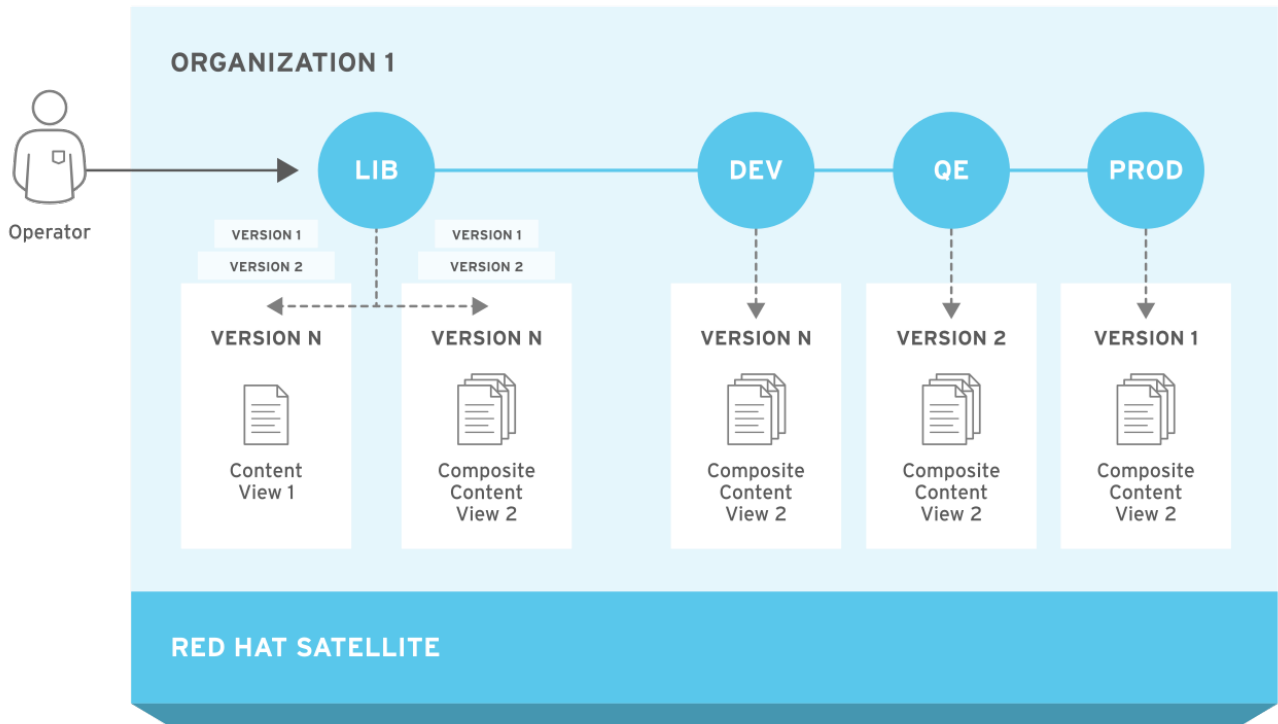 ORGANIZATION 1
LIB
DEV
QE
PROD
Operator
VERSION 1
VERSION 1
VERSION 2
VERSION 2
VERSION N
VERSION N
VERSION N
VERSION 2
VERSION 1
Content
View 1
Composite
Content
View 2
Composite
Content
View 2
Composite
Content
View 2
Composite
Content
View 2
RED HAT SATELLITE